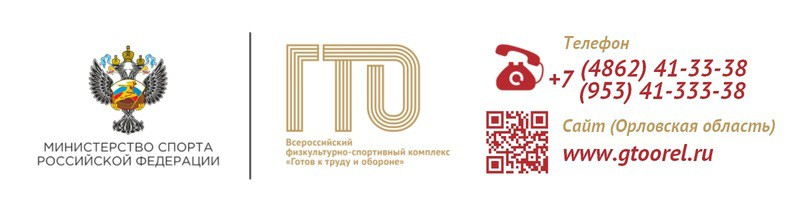 МИНИСТЕРСТВО СПОРТА
РОССИЙСКОЙ ФЕДЕРАЦИИ
ГТО
Всероссийский
физкультурно-спортивный комплекс
«Готов к труду и обороне»
Телефон
+7 (4862) 41-33-38
(953) 41-333-38
Сайт (Орловская область)
www.gtoorel.ru